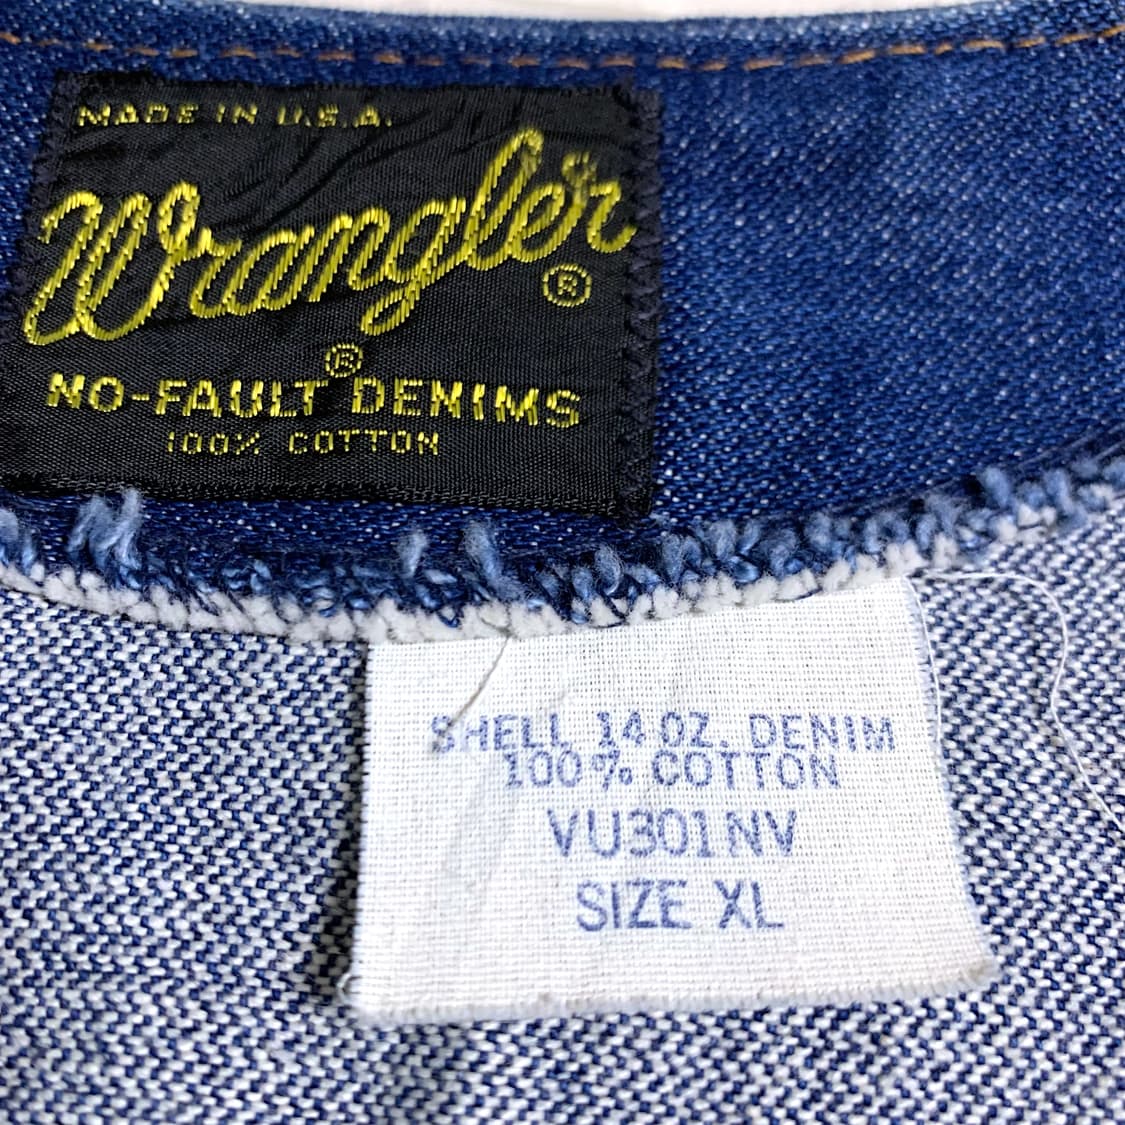 MADE IN U.S.A.
Wrangler®
®
NO-FAULT DENIMS
100% COTTON
SHELL 14 OZ. DENIM
100% COTTON
VU301NV
SIZE XL